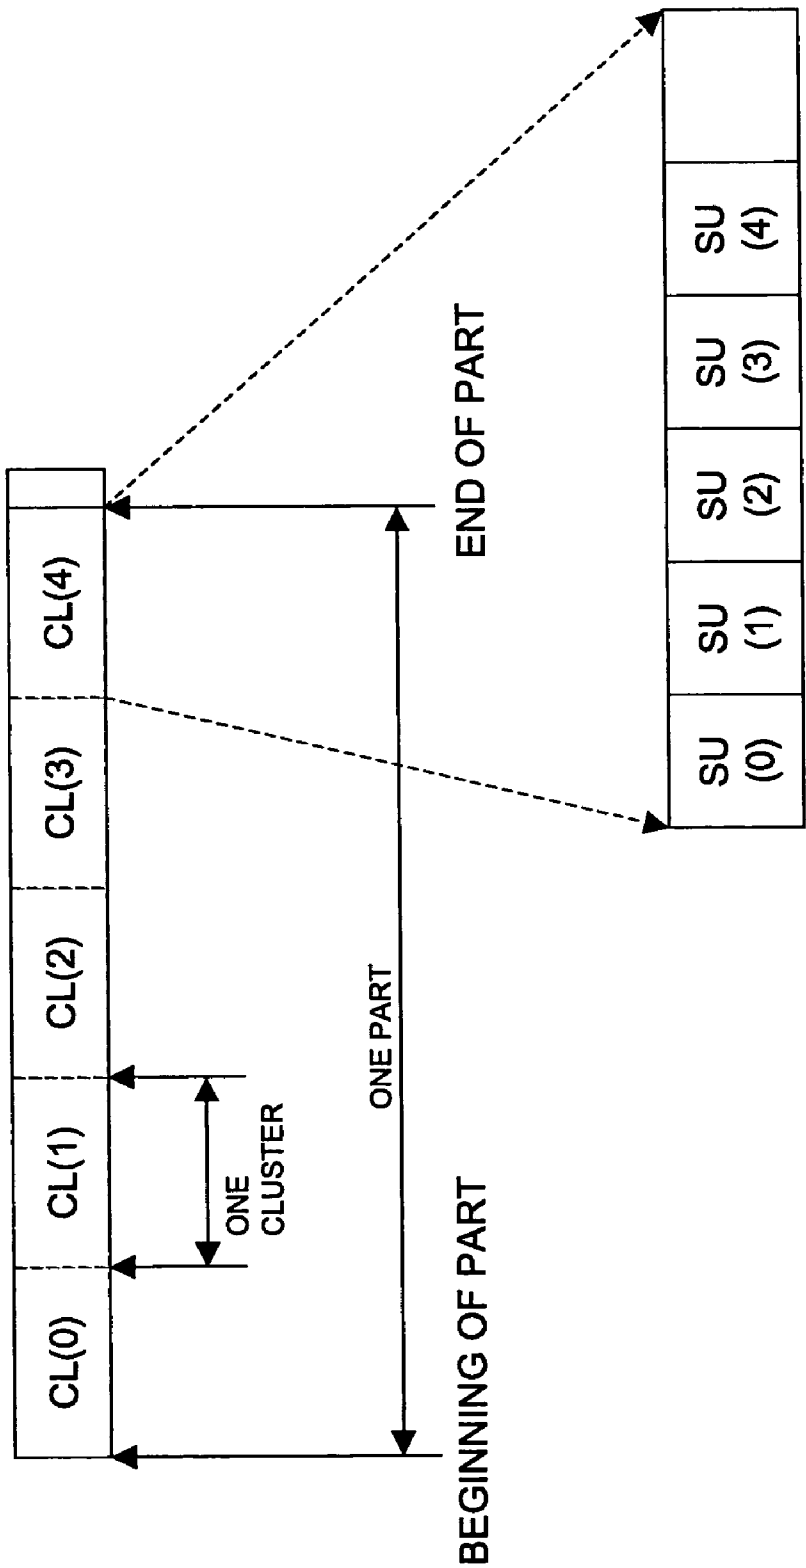 CL(0)
CL(1)
CL(2)
CL(3)
CL(4)
ONE
CLUSTER
ONE PART
BEGINNING OF PART
END OF PART
SU
(0)
SU
(1)
SU
(2)
SU
(3)
SU
(4)